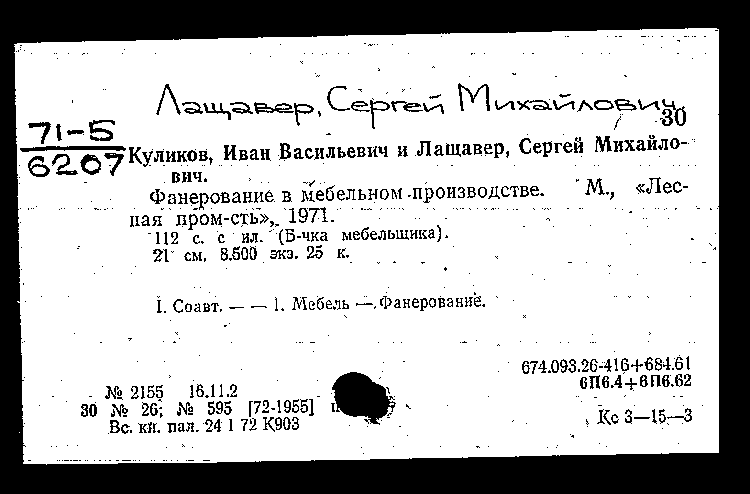 Лащавер, Сергей Михайлович.
30
71-5
6207
Куликов, Иван Васильевич и Лащавер, Сергей Михайло-
вич.
Фанерование в мебельном производстве. М., «Лес-
ная пром-сть», 1971.
112 с. с ил. (Б-чка мебельщика).
21 см. 8.500 экз. 25 к.
I. Соавт. — — 1. Мебель — Фанерование.
674.093.26-416+684.61
6П6.4+6П6.62
№ 2155 16.11.2
30 № 26; № 595 [72-1955]
Вс. кн. пал. 24 1 72 К903
Кс 3—15—3